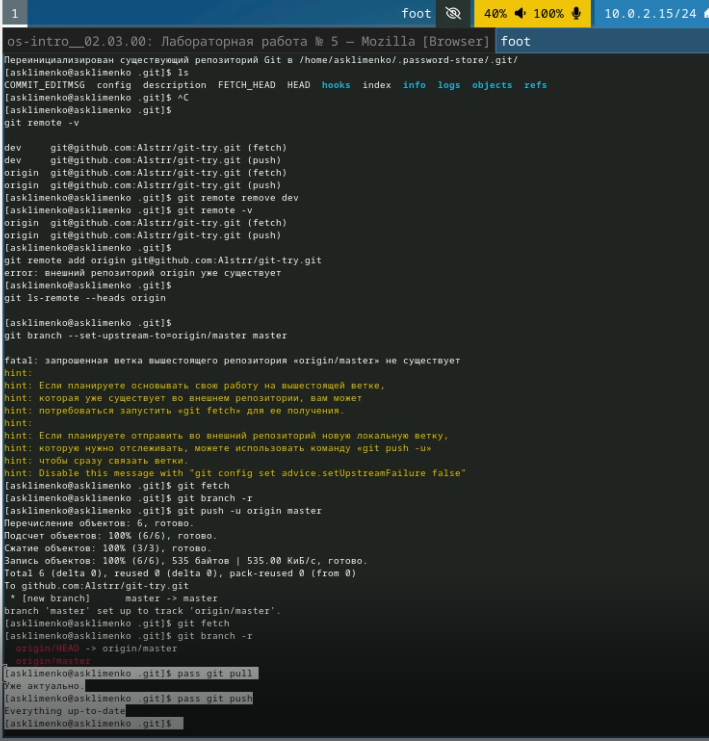 1
foot
40% 100%
10.0.2.15/24
os-intro__02.03.00: Лабораторная работа № 5 — Mozilla [Browser]
foot
Переинициализирован существующий репозиторий Git в /home/asklimenko/.password-store/.git/
[asklimenko@asklimenko .git]$ ls
COMMIT_EDITMSG config description FETCH_HEAD HEAD hooks index info logs objects refs
[asklimenko@asklimenko .git]$ ^C
[asklimenko@asklimenko .git]$
git remote -v
dev git@github.com:Alstrr/git-try.git (fetch)
dev git@github.com:Alstrr/git-try.git (push)
origin git@github.com:Alstrr/git-try.git (fetch)
origin git@github.com:Alstrr/git-try.git (push)
[asklimenko@asklimenko .git]$ git remote remove dev
[asklimenko@asklimenko .git]$ git remote -v
origin git@github.com:Alstrr/git-try.git (fetch)
origin git@github.com:Alstrr/git-try.git (push)
[asklimenko@asklimenko .git]$
git remote add origin git@github.com:Alstrr/git-try.git
error: внешний репозиторий origin уже существует
[asklimenko@asklimenko .git]$
git ls-remote --heads origin
[asklimenko@asklimenko .git]$
git branch --set-upstream-to=origin/master master
fatal: запрошенная ветка вышестоящего репозитория «origin/master» не существует
hint:
hint: Если планируете основывать свою работу на вышестоящей ветке,
hint: которая уже существует во внешнем репозитории, вам может
hint: потребоваться запустить «git fetch» для ее получения.
hint:
hint: Если планируете отправить во внешний репозиторий новую локальную ветку,
hint: которую нужно отслеживать, можете использовать команду «git push -u»
hint: чтобы сразу связать ветки.
hint: Disable this message with "git config set advice.setUpstreamFailure false"
[asklimenko@asklimenko .git]$ git fetch
[asklimenko@asklimenko .git]$ git branch -r
[asklimenko@asklimenko .git]$ git push -u origin master
Перечисление объектов: 6, готово.
Подсчет объектов: 100% (6/6), готово.
Сжатие объектов: 100% (3/3), готово.
Запись объектов: 100% (6/6), 535 байтов | 535.00 КиБ/с, готово.
Total 6 (delta 0), reused 0 (delta 0), pack-reused 0 (from 0)
To github.com:Alstrr/git-try.git
* [new branch] master -> master
branch 'master' set up to track 'origin/master'.
[asklimenko@asklimenko .git]$ git fetch
[asklimenko@asklimenko .git]$ git branch -r
origin/HEAD -> origin/master
origin/master
[asklimenko@asklimenko .git]$ pass git pull
Уже актуально.
[asklimenko@asklimenko .git]$ pass git push
Everything up-to-date
[asklimenko@asklimenko .git]$